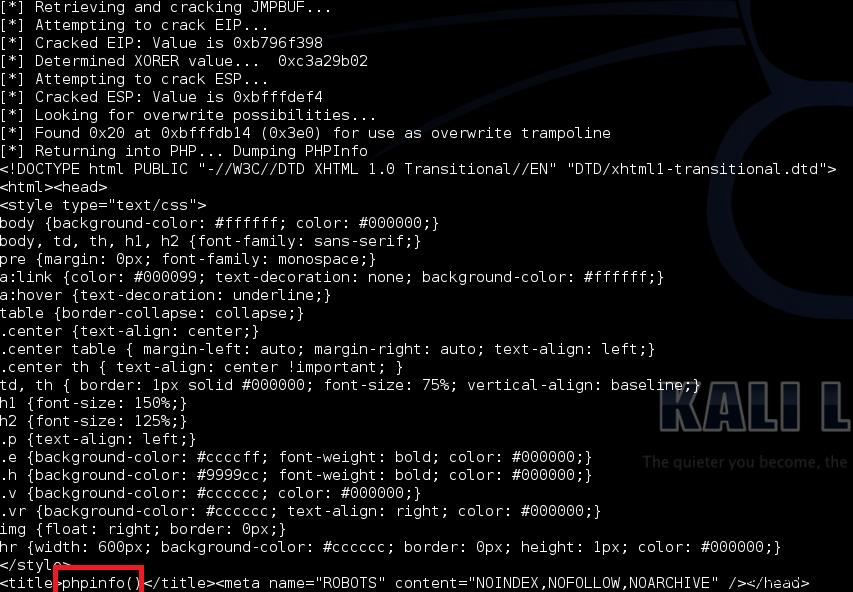 [*] Retrieving and cracking JMPBUF...
[*] Attempting to crack EIP...
[*] Cracked EIP: Value is 0xb796f398
[*] Determined XORER value...  0xc3a29b02
[*] Attempting to crack ESP...
[*] Cracked ESP: Value is 0xbfffdef4
[*] Looking for overwrite possibilities...
[*] Found 0x20 at 0xbfffdb14 (0x3e0) for use as overwrite trampoline
[*] Returning into PHP... Dumping PHPInfo
<!DOCTYPE html PUBLIC "-//W3C//DTD XHTML 1.0 Transitional//EN" "DTD/xhtml1-transitional.dtd">
<html><head>
<style type="text/css">
body {background-color: #ffffff; color: #000000;}
body, td, th, h1, h2 {font-family: sans-serif;}
pre {margin: 0px; font-family: monospace;}
a:link {color: #000099; text-decoration: none; background-color: #ffffff;}
a:hover {text-decoration: underline;}
table {border-collapse: collapse;}
.center {text-align: center;}
.center table { margin-left: auto; margin-right: auto; text-align: left;}
.center th { text-align: center !important; }
td, th { border: 1px solid #000000; font-size: 75%; vertical-align: baseline;}
h1 {font-size: 150%;}
h2 {font-size: 125%;}
.p {text-align: left;}
.e {background-color: #ccccff; font-weight: bold; color: #000000;}
.h {background-color: #9999cc; font-weight: bold; color: #000000;}
.v {background-color: #cccccc; color: #000000;}
.vr {background-color: #cccccc; text-align: right; color: #000000;}
img {float: right; border: 0px;}
hr {width: 600px; background-color: #cccccc; border: 0px; height: 1px; color: #000000;}
</style>
<title>phpinfo()</title><meta name="ROBOTS" content="NOINDEX,NOFOLLOW,NOARCHIVE" /></head>
KALI L
The quieter you become, the